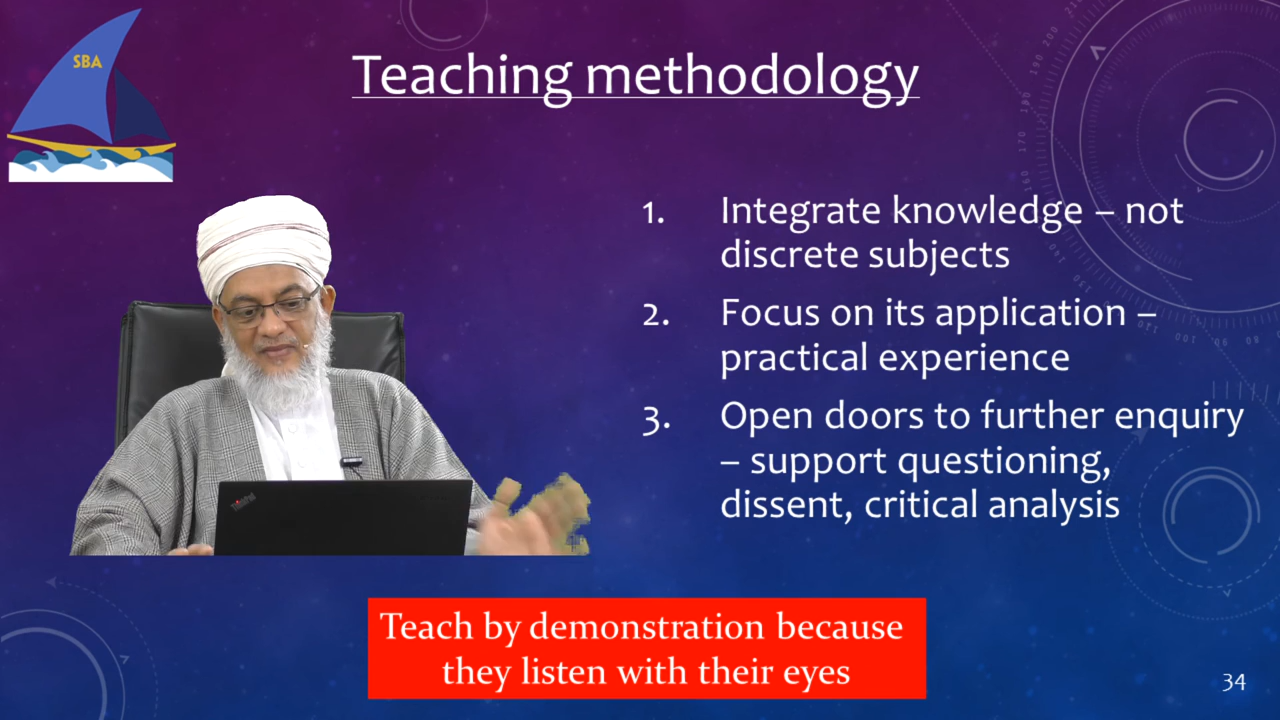 SBA
Teaching methodology
1. Integrate knowledge – not
discrete subjects
2. Focus on its application –
practical experience
3. Open doors to further enquiry
– support questioning,
dissent, critical analysis
Teach by demonstration because
they listen with their eyes
34